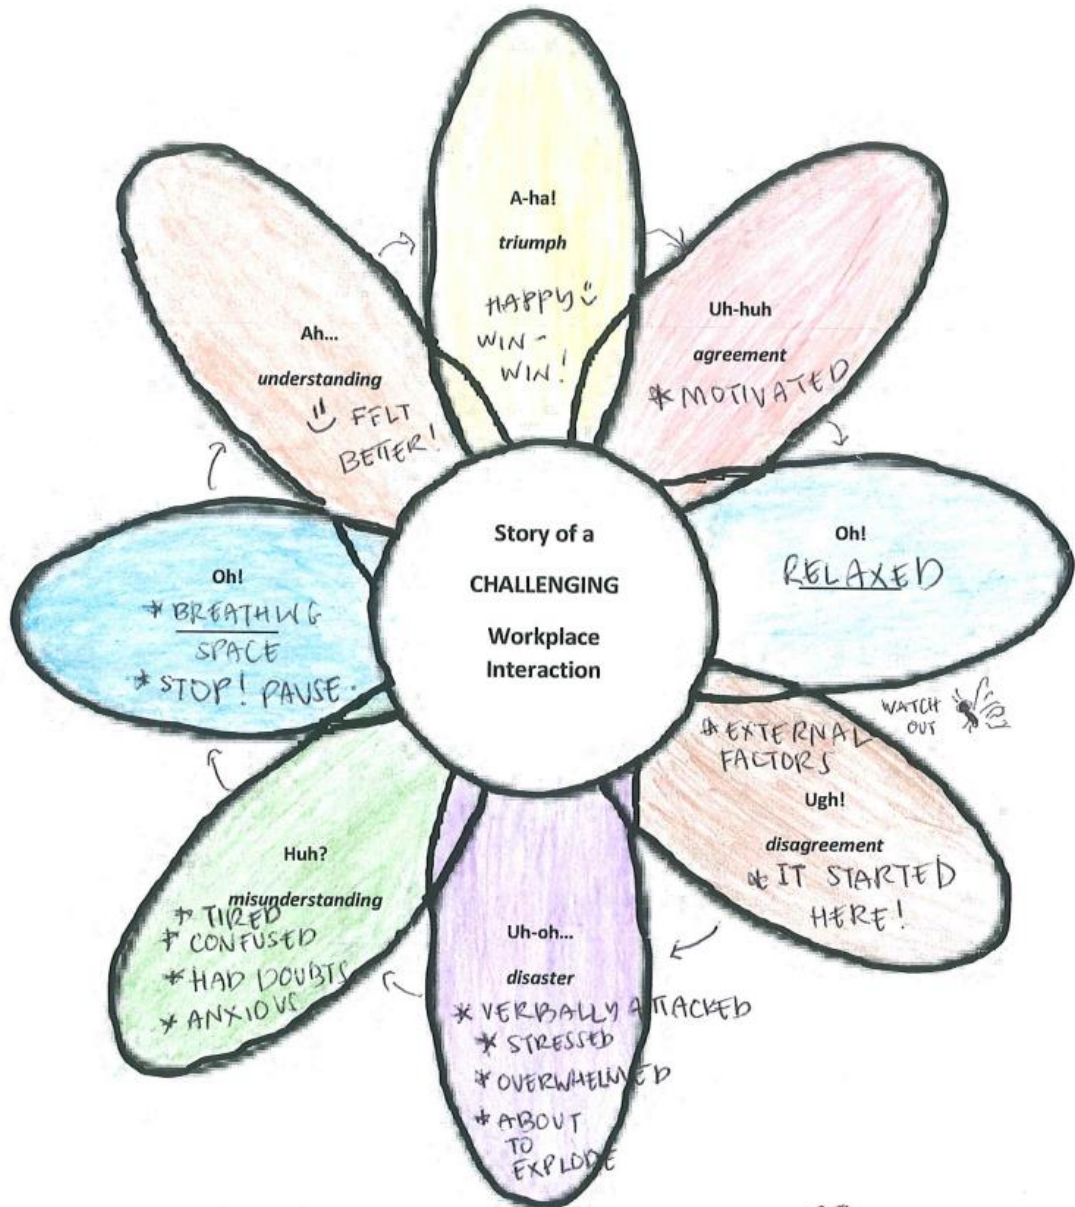 A-ha!
triumph
HAPPY
WIN-
WIN!
Uh-huh
agreement
* MOTIVATED
Oh!
RELAXED
WATCH
OUT
* EXTERNAL
FACTORS
Ugh!
disagreement
* IT STARTED
HERE!
Uh-oh...
disaster
* VERBALLY ATTACKED
* STRESSED
* OVERWHELMED
* ABOUT
TO
EXPLODE
Huh?
misunderstanding
* TIRED
* CONFUSED
* HAD DOUBTS
* ANXIOUS
Oh!
* BREATHING
SPACE
* STOP! PAUSE.
Ah...
understanding
FELT
BETTER!
Story of a
CHALLENGING
Workplace
Interaction